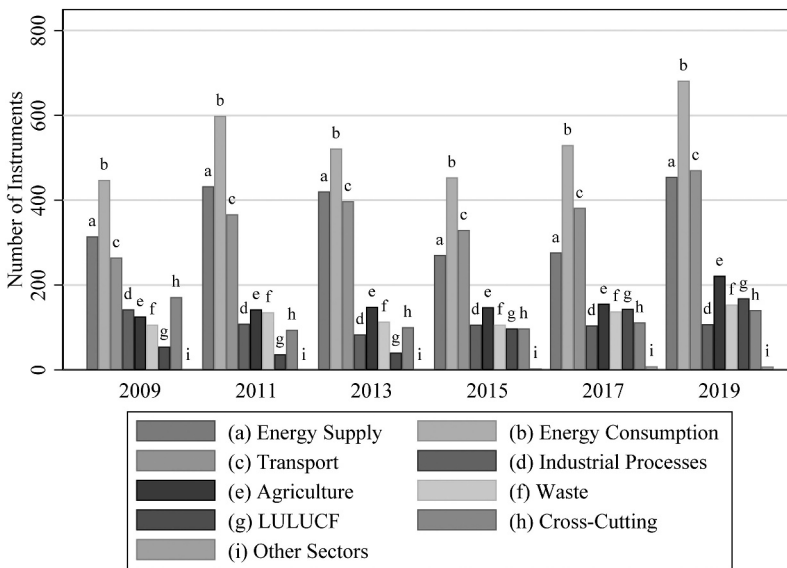 Number of Instruments
800
600
400
200
0
a b c d e f g h i
a b c d e f g h i
a b c d e f g h i
a b c d e f g h i
a b c d e f g h i
a b c d e f g h i
2009 2011 2013 2015 2017 2019
(a) Energy Supply (b) Energy Consumption
(c) Transport (d) Industrial Processes
(e) Agriculture (f) Waste
(g) LULUCF (h) Cross-Cutting
(i) Other Sectors